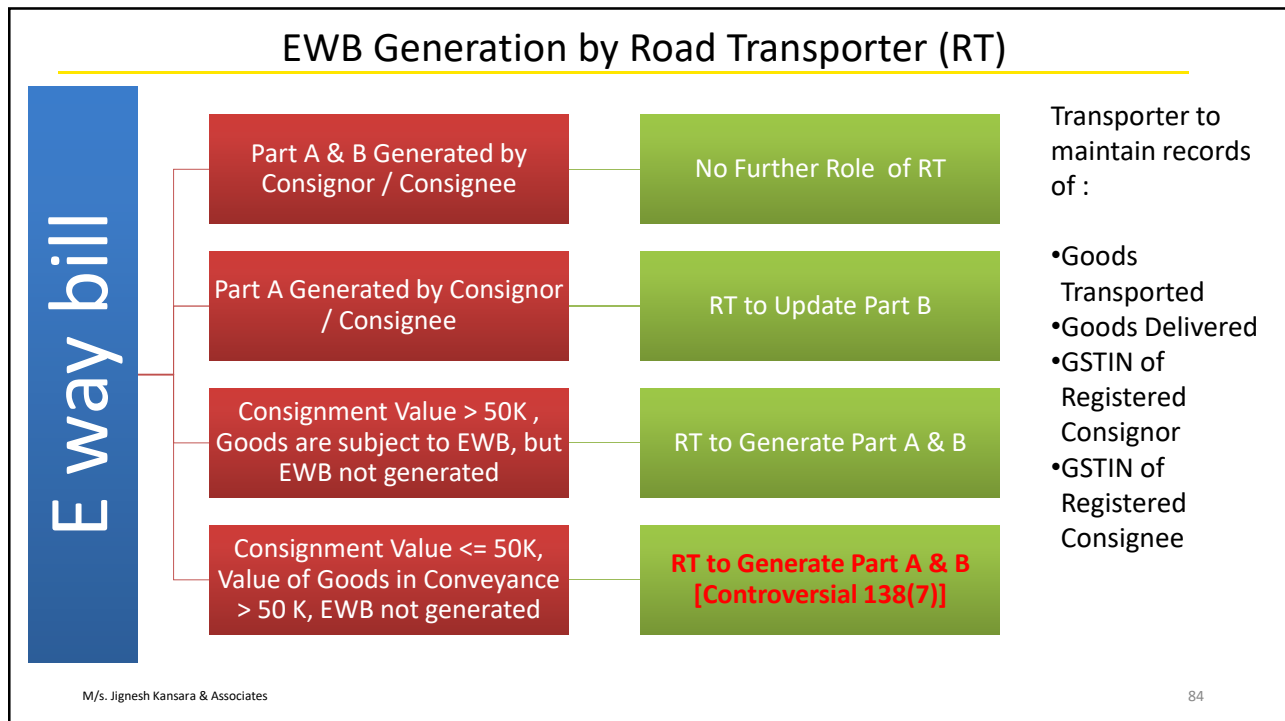 EWB Generation by Road Transporter (RT)
E way bill
Part A & B Generated by
Consignor / Consignee
No Further Role of RT
Part A Generated by Consignor
/ Consignee
RT to Update Part B
Consignment Value > 50K ,
Goods are subject to EWB, but
EWB not generated
RT to Generate Part A & B
Consignment Value <= 50K,
Value of Goods in Conveyance
> 50 K, EWB not generated
RT to Generate Part A & B
[Controversial 138(7)]
Transporter to
maintain records
of :
•Goods
Transported
•Goods Delivered
•GSTIN of
Registered
Consignor
•GSTIN of
Registered
Consignee
M/s. Jignesh Kansara & Associates
84